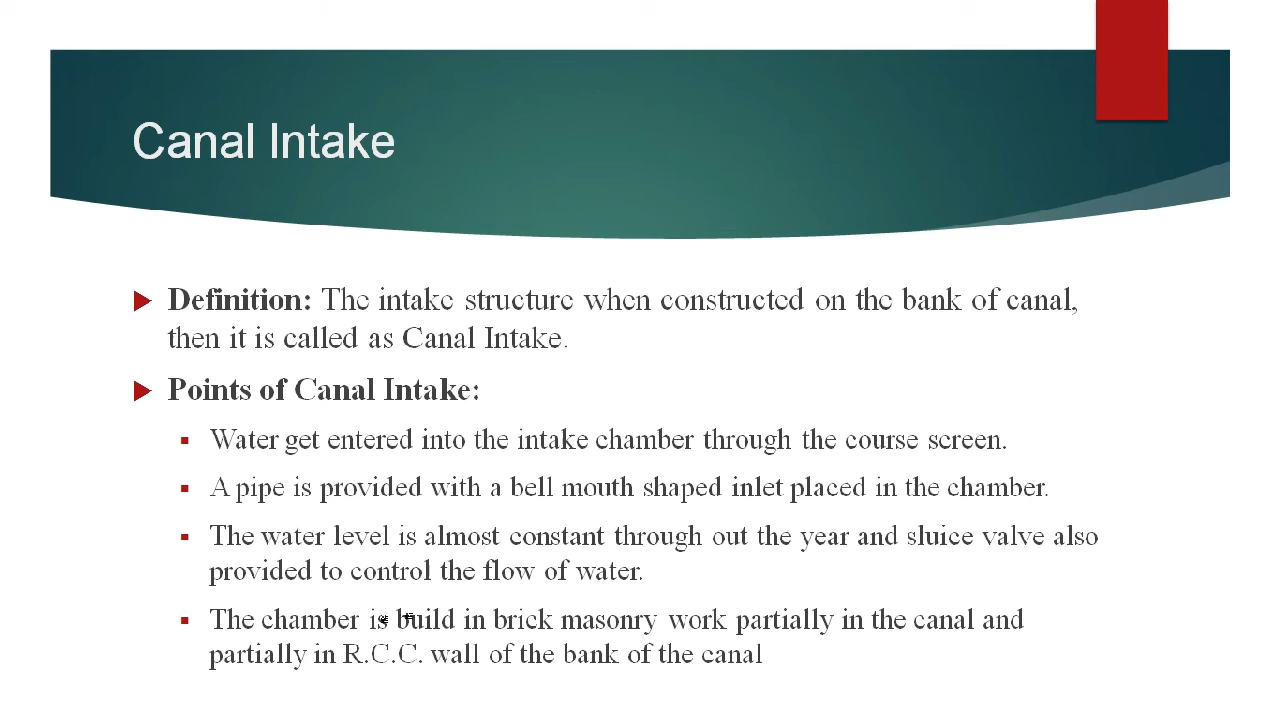 Canal Intake
Definition: The intake structure when constructed on the bank of canal,
then it is called as Canal Intake.
Points of Canal Intake:
Water get entered into the intake chamber through the course screen.
A pipe is provided with a bell mouth shaped inlet placed in the chamber.
The water level is almost constant through out the year and sluice valve also
provided to control the flow of water.
The chamber is build in brick masonry work partially in the canal and
partially in R.C.C. wall of the bank of the canal